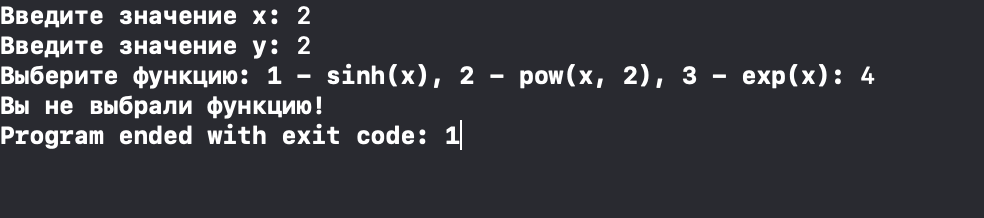 Введите значение x: 2
Введите значение y: 2
Выберите функцию: 1 - sinh(x), 2 - pow(x, 2), 3 - exp(x): 4
Вы не выбрали функцию!
Program ended with exit code: 1